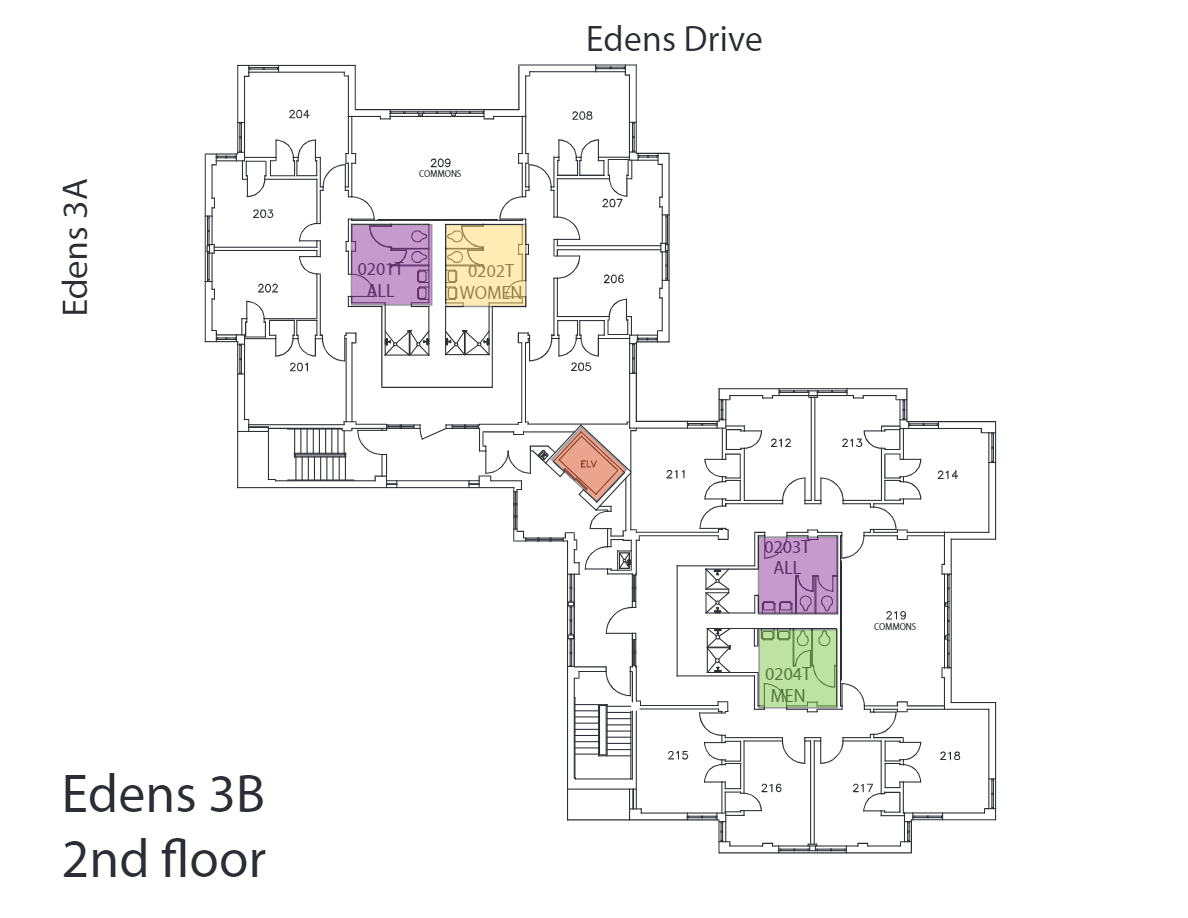 Edens Drive
Edens 3A
204
208
209
COMMONS
203
207
202
206
0201T
ALL
0202T
WOMEN
201
205
ELV
211
212
213
214
0203T
ALL
219
COMMONS
0204T
MEN
215
216
217
218
Edens 3B
2nd floor